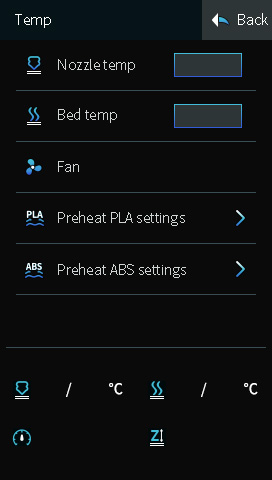 Temp
Back
Nozzle temp
Bed temp
Fan
PLA
Preheat PLA settings
ABS
Preheat ABS settings
/ °C / °C
Z